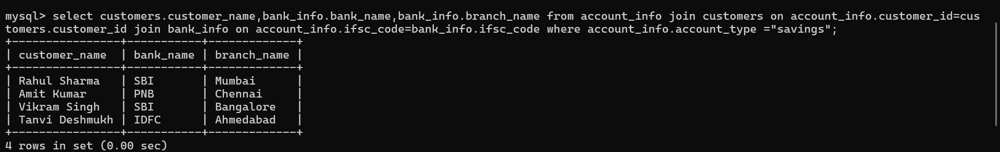 mysql> select customers.customer_name,bank_info.bank_name,bank_info.branch_name from account_info join customers on account_info.customer_id=cus
tomers.customer_id join bank_info on account_info.ifsc_code=bank_info.ifsc_code where account_info.account_type ="savings";
+----------------+-----------+-------------+
| customer_name  | bank_name | branch_name |
+----------------+-----------+-------------+
| Rahul Sharma   | SBI       | Mumbai      |
| Amit Kumar     | PNB       | Chennai     |
| Vikram Singh   | SBI       | Bangalore   |
| Tanvi Deshmukh | IDFC      | Ahmedabad   |
+----------------+-----------+-------------+
4 rows in set (0.00 sec)